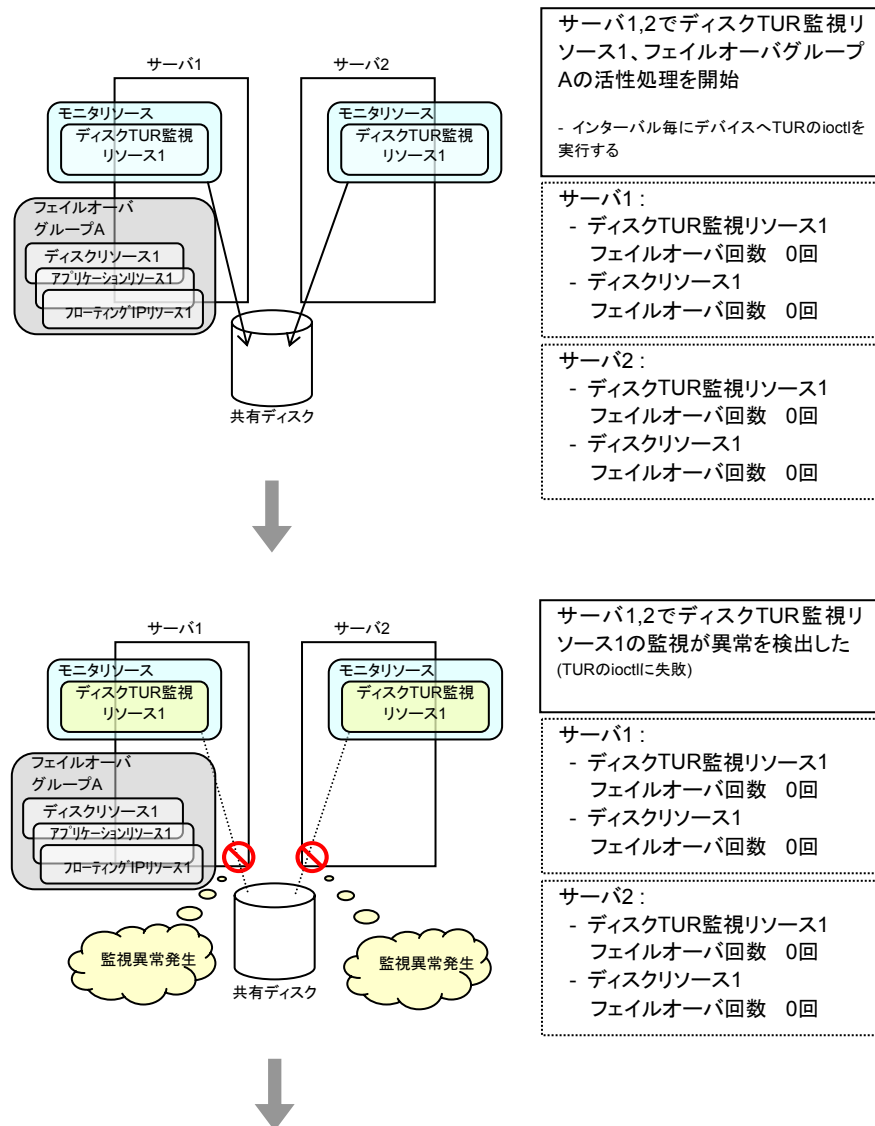 サーバ1
サーバ2
モニタリソース
ディスクTUR監視
リソース1
モニタリソース
ディスクTUR監視
リソース1
フェイルオーバ
グループA
ディスクリソース1
アプリケーションリソース1
フローティングIPリソース1
共有ディスク
サーバ1,2でディスクTUR監視リ
ソース1、フェイルオーバグループ
Aの活性処理を開始
- インターバル毎にデバイスへTURのioctlを
実行する
サーバ1 :
- ディスクTUR監視リソース1
フェイルオーバ回数 0回
- ディスクリソース1
フェイルオーバ回数 0回
サーバ2 :
- ディスクTUR監視リソース1
フェイルオーバ回数 0回
- ディスクリソース1
フェイルオーバ回数 0回
サーバ1
サーバ2
モニタリソース
ディスクTUR監視
リソース1
モニタリソース
ディスクTUR監視
リソース1
フェイルオーバ
グループA
ディスクリソース1
アプリケーションリソース1
フローティングIPリソース1
監視異常発生
監視異常発生
共有ディスク
サーバ1,2でディスクTUR監視リ
ソース1の監視が異常を検出した
(TURのioctlに失敗)
サーバ1 :
- ディスクTUR監視リソース1
フェイルオーバ回数 0回
- ディスクリソース1
フェイルオーバ回数 0回
サーバ2 :
- ディスクTUR監視リソース1
フェイルオーバ回数 0回
- ディスクリソース1
フェイルオーバ回数 0回